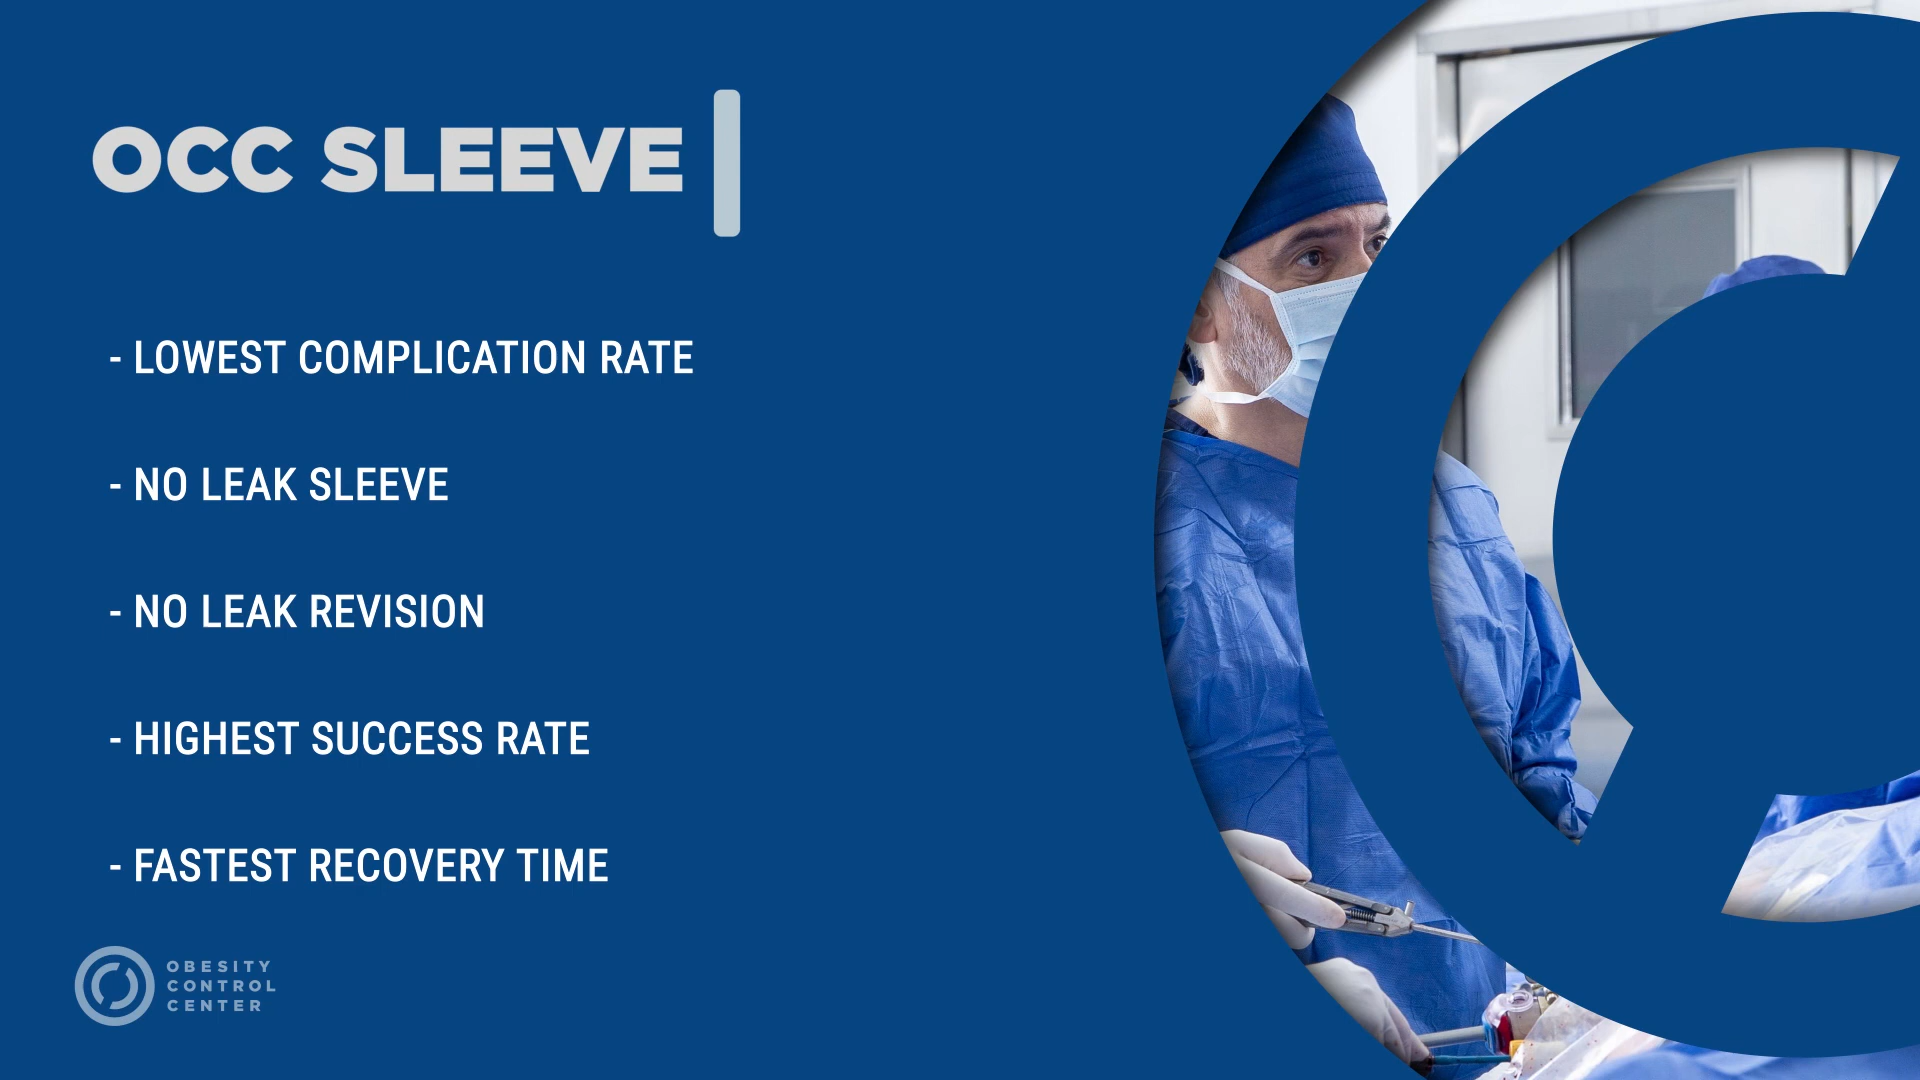 OCC SLEEVE
- LOWEST COMPLICATION RATE
- NO LEAK SLEEVE
- NO LEAK REVISION
- HIGHEST SUCCESS RATE
- FASTEST RECOVERY TIME
OBESITY
CONTROL
CENTER